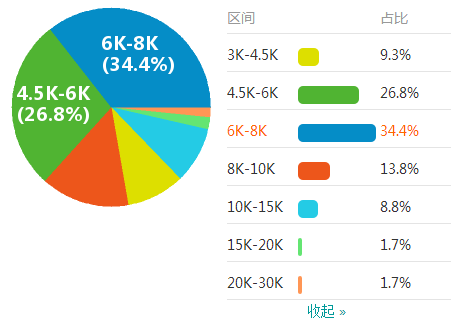 6K-8K
(34.4%)
4.5K-6K
(26.8%)
区间 占比
3K-4.5K 9.3%
4.5K-6K 26.8%
6K-8K 34.4%
8K-10K 13.8%
10K-15K 8.8%
15K-20K 1.7%
20K-30K 1.7%
收起 »